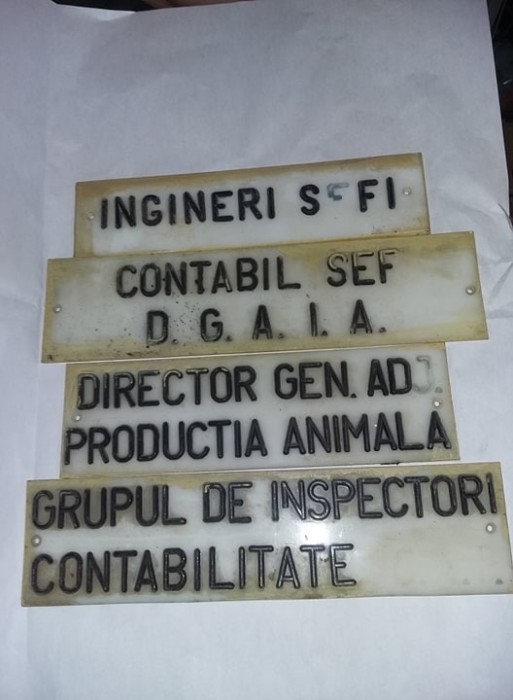 INGINERI SEFI
CONTABIL SEF
D. G. A. I. A.
DIRECTOR GEN. ADJ.
PRODUCTIA ANIMALA
GRUPUL DE INSPECTORI
CONTABILITATE